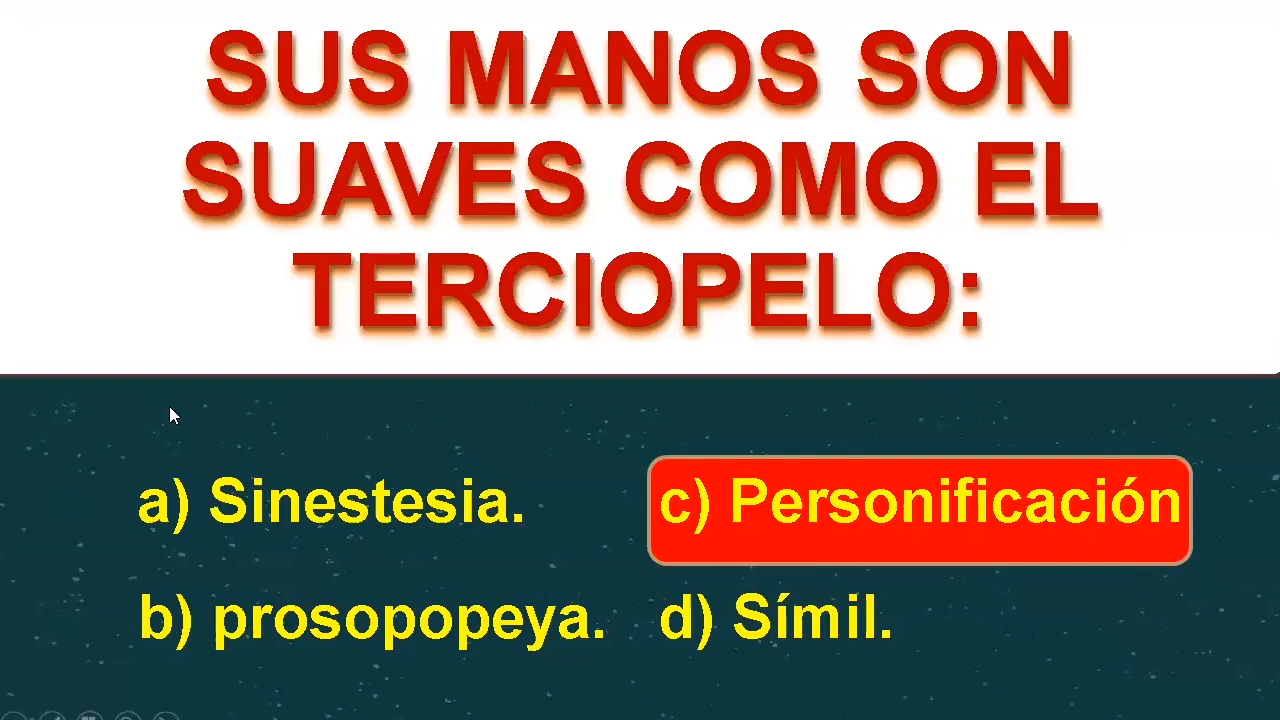 SUS MANOS SON
SUAVES COMO EL
TERCIOPELO:
a) Sinestesia.
c) Personificación
b) prosopopeya.
d) Símil.